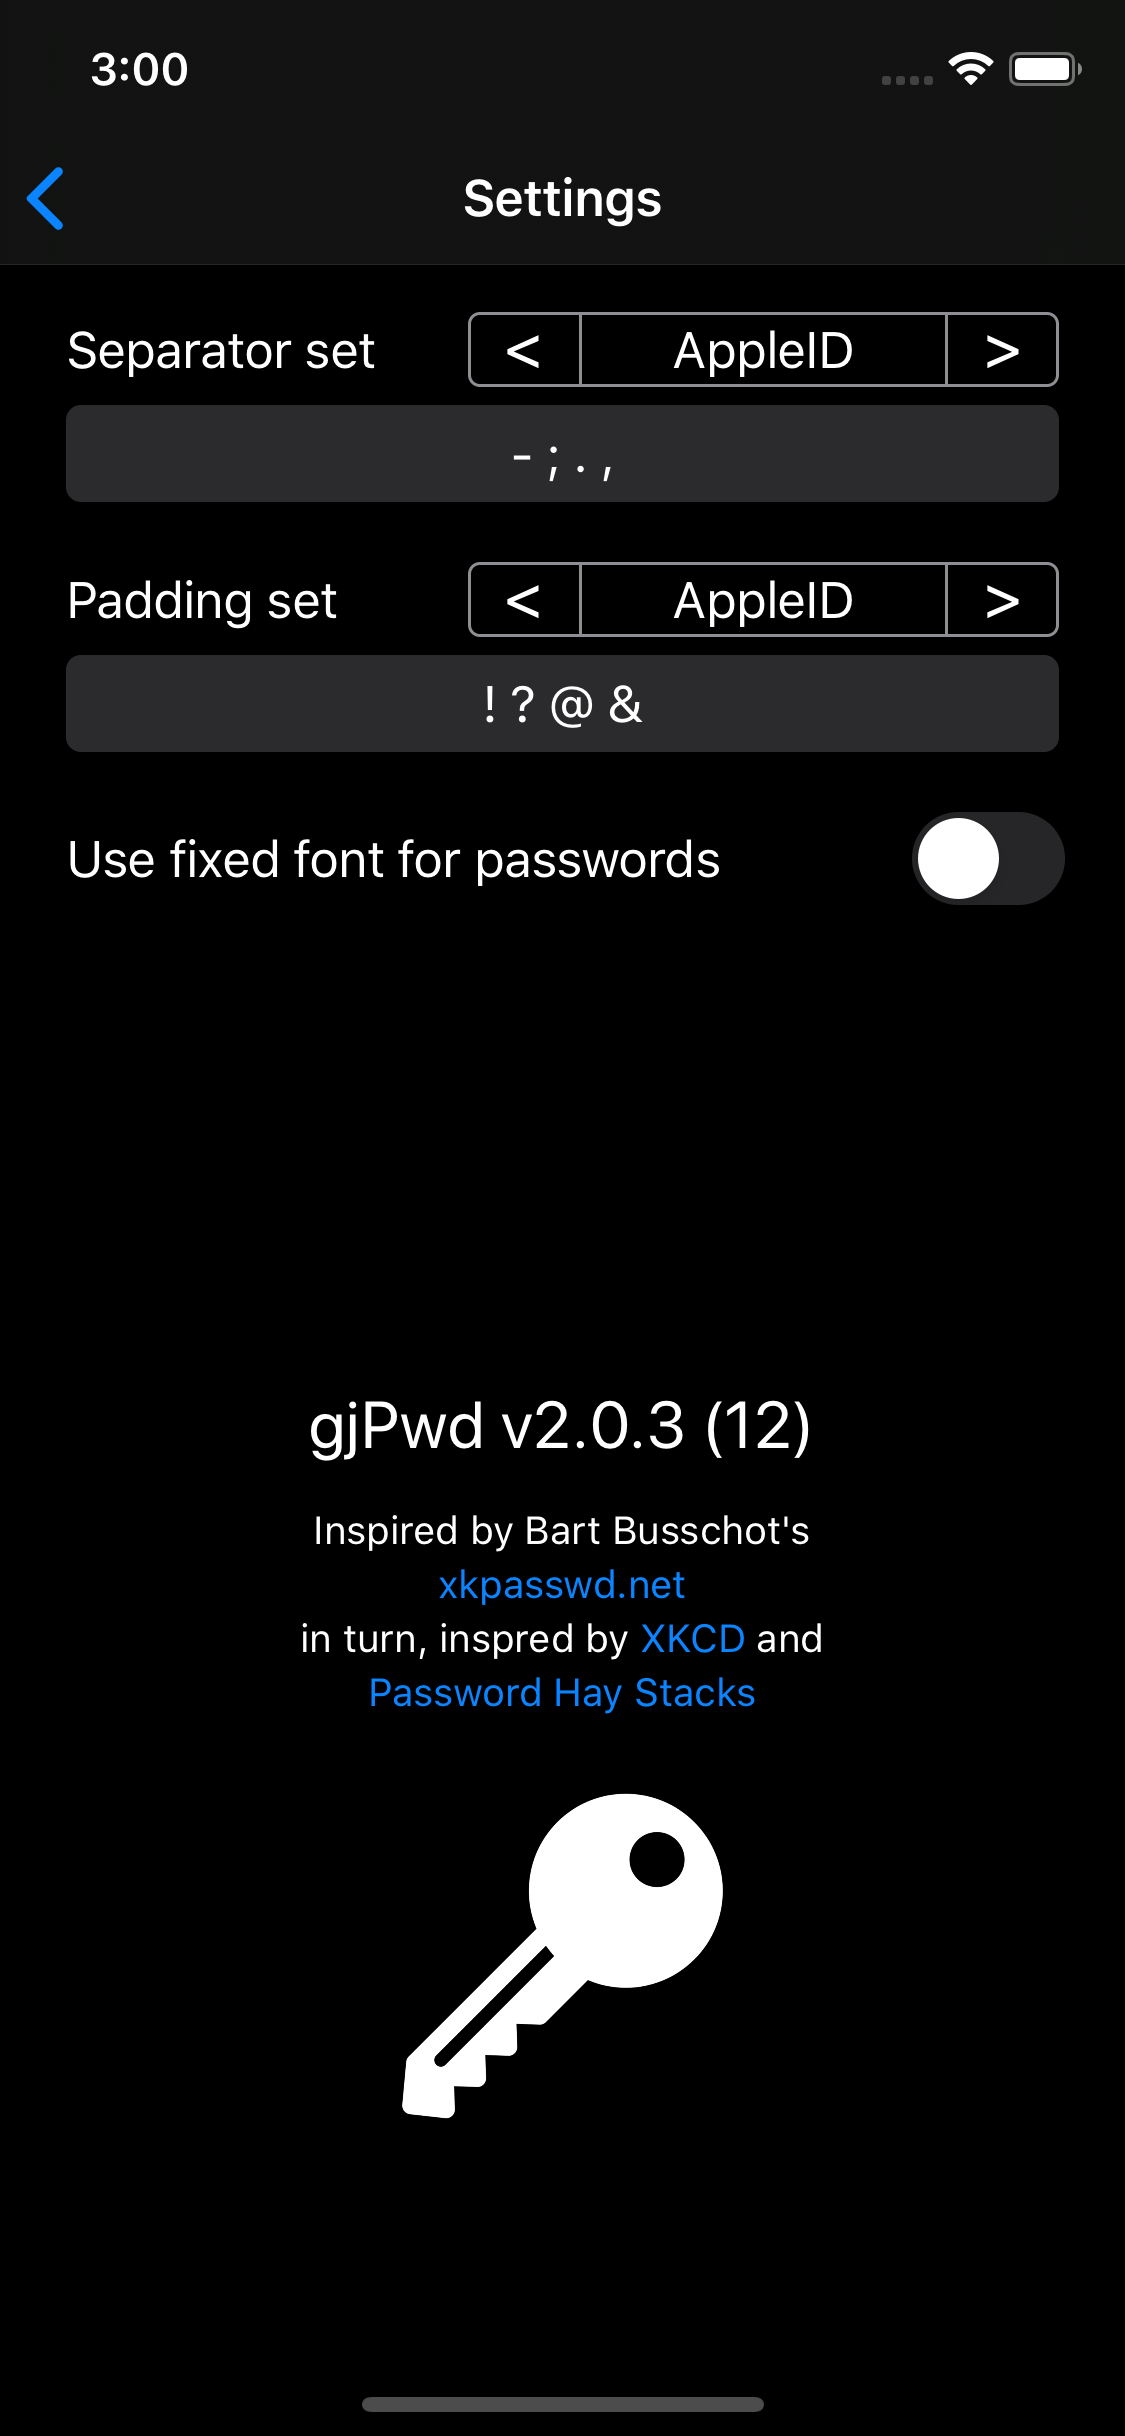 3:00
Settings
Separator set < AppleID >
- ; . ,
Padding set < AppleID >
! ? @ &
Use fixed font for passwords
gjPwd v2.0.3 (12)
Inspired by Bart Busschot's
xkpasswd.net
in turn, inspred by XKCD and
Password Hay Stacks